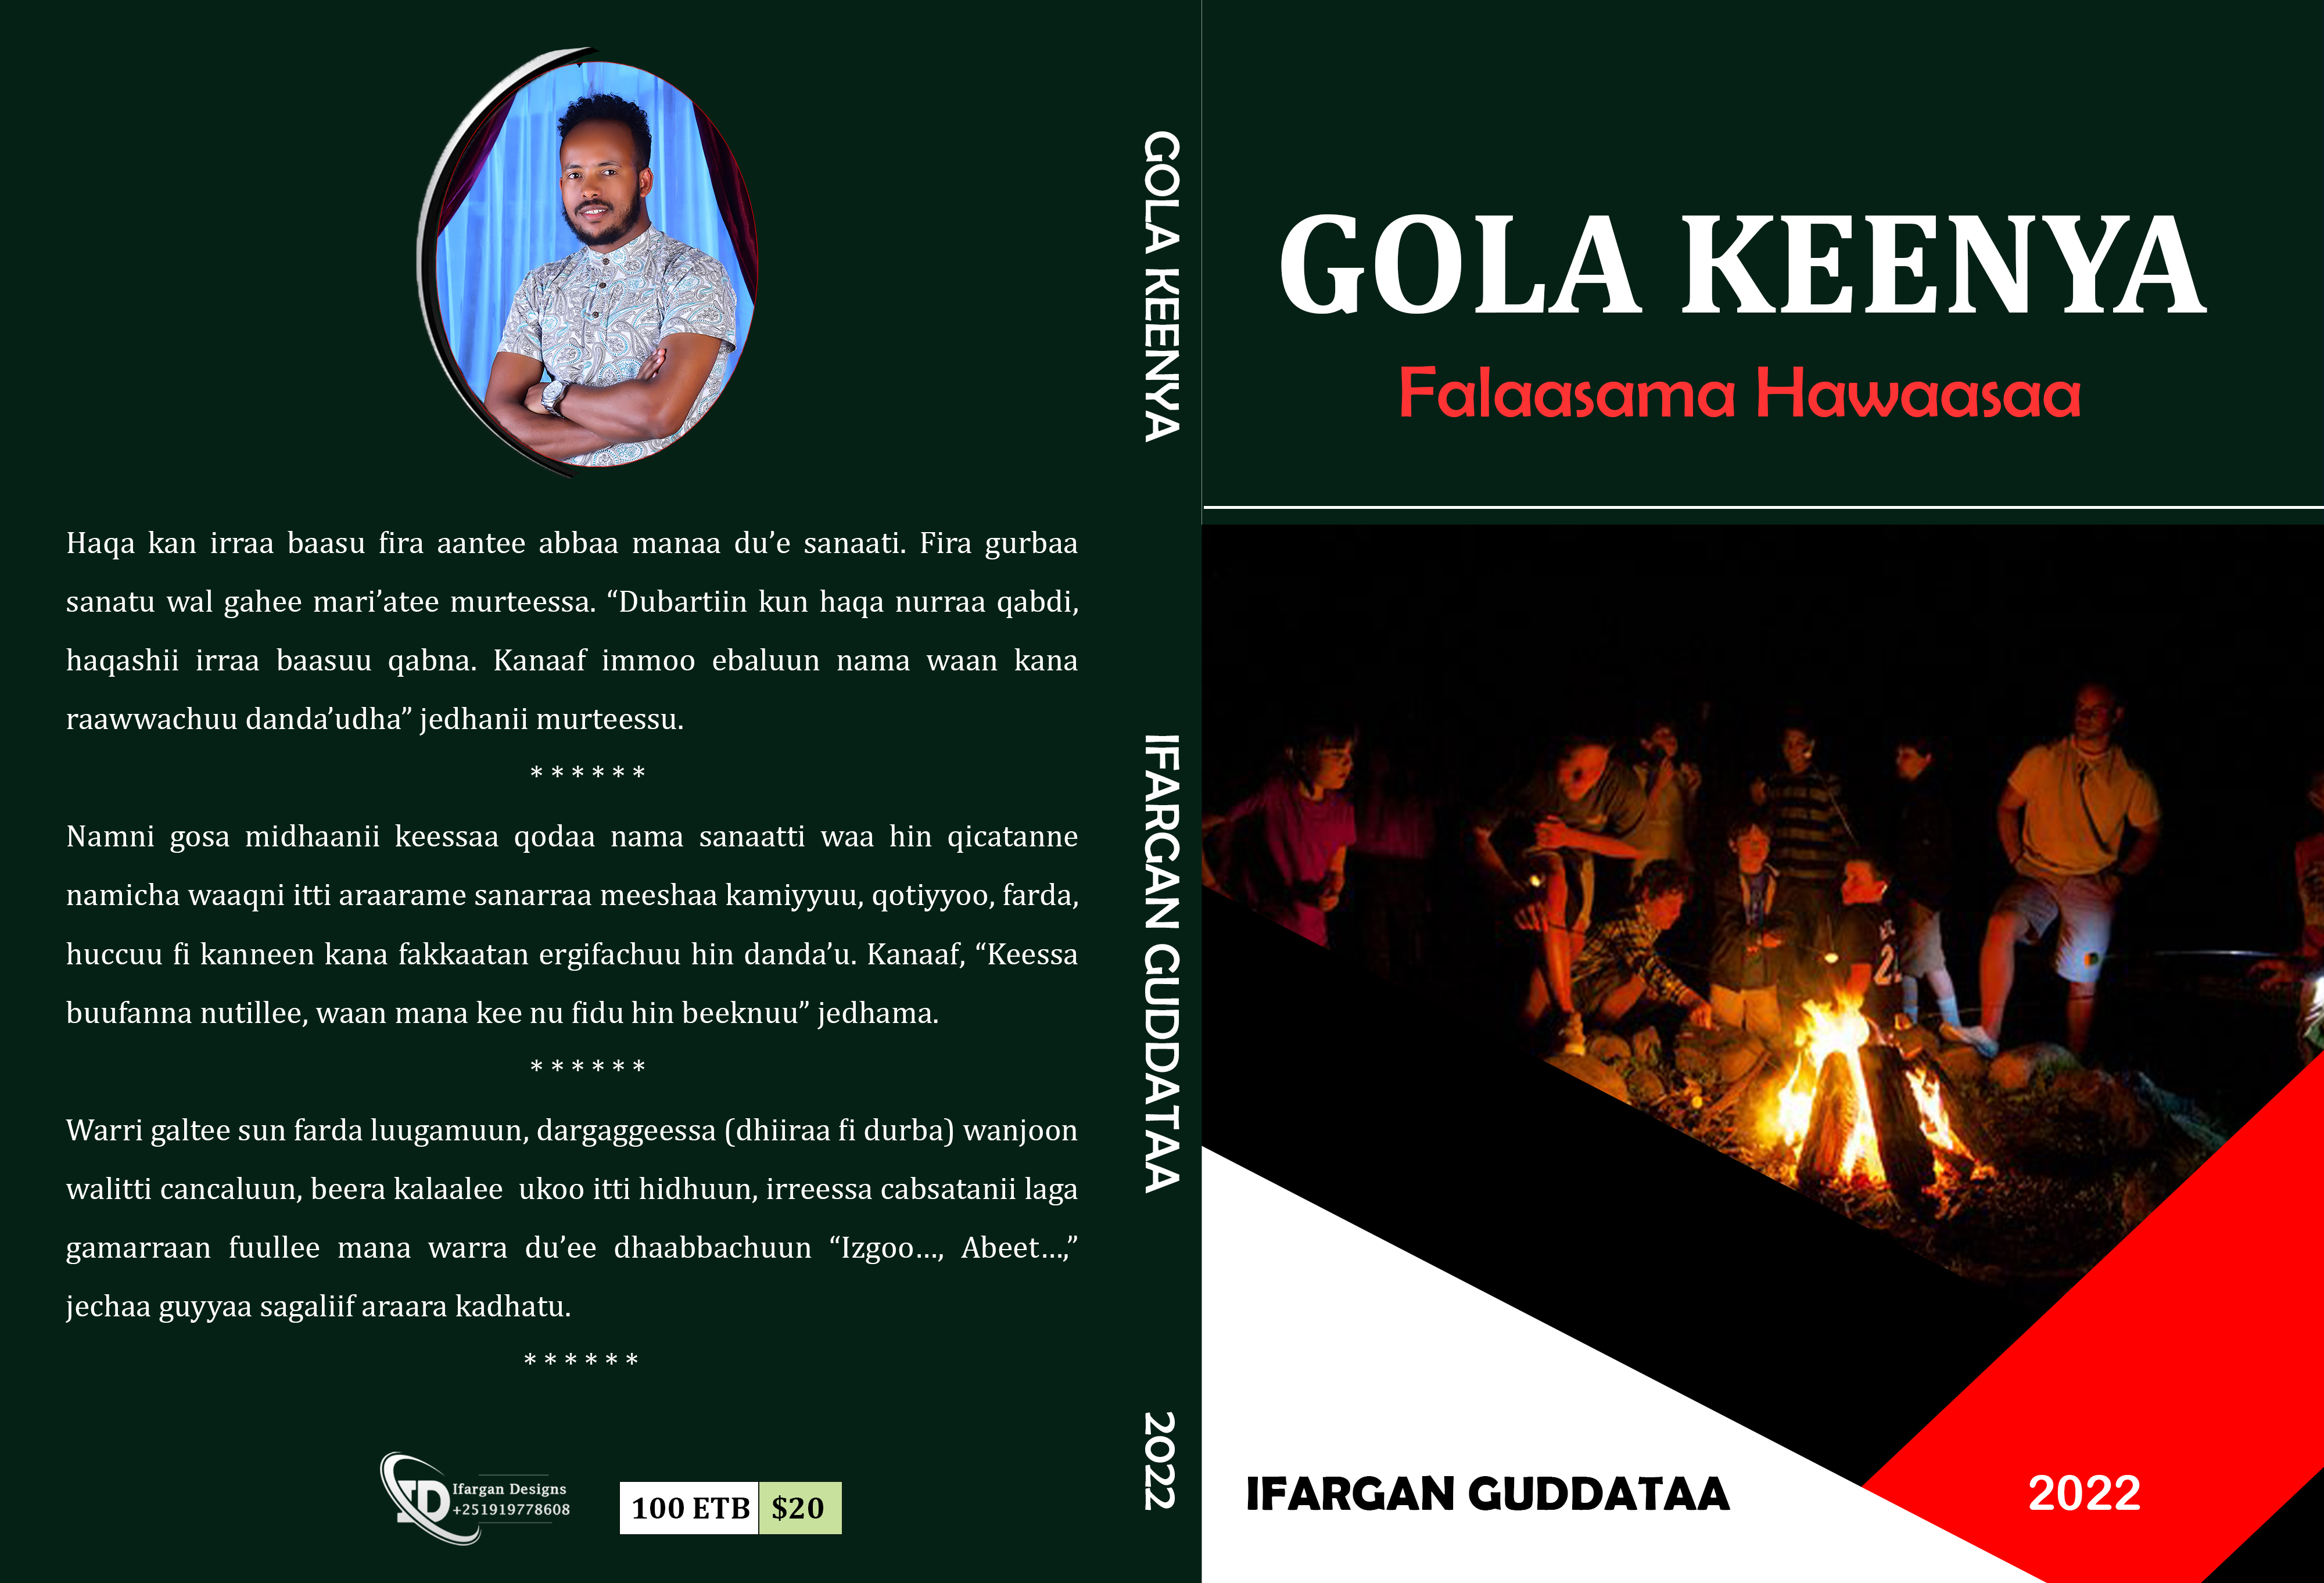 Haqa kan irraa baasu fira aantee abbaa manaa du’e sanaati. Fira gurbaa
sanatu wal gahee mari’atee murteessa. “Dubartiin kun haqa nurraa qabdi,
haqashii irraa baasuu qabna. Kanaaf immoo ebaluun nama waan kana
raawwachuu danda’udha” jedhanii murteessu.
* * * * * *
Namni gosa midhaanii keessaa qodaa nama sanaatti waa hin qicatanne
namicha waaqni itti araarame sanarraa meeshaa kamiyyuu, qotiyyoo, farda,
huccuu fi kanneen kana fakkaatan ergifachuu hin danda’u. Kanaaf, “Keessa
buufanna nutillee, waan mana kee nu fidu hin beeknuu” jedhama.
* * * * * *
Warri galtee sun farda luugamuun, dargaggeessa (dhiiraa fi durba) wanjoon
walitti cancaluun, beera kalaalee ukoo itti hidhuun, irreessa cabsatanii laga
gamarraan fuullee mana warra du’ee dhaabbachuun “Izgoo…, Abeet…,”
jechaa guyyaa sagaliif araara kadhatu.
* * * * * *
ID
Ifargan Designs
+251919778608
100 ETB $20
GOLA KEENYA
IFARGAN GUDDATAA
2022
GOLA KEENYA
Falaasama Hawaasaa
2
IFARGAN GUDDATAA
2022